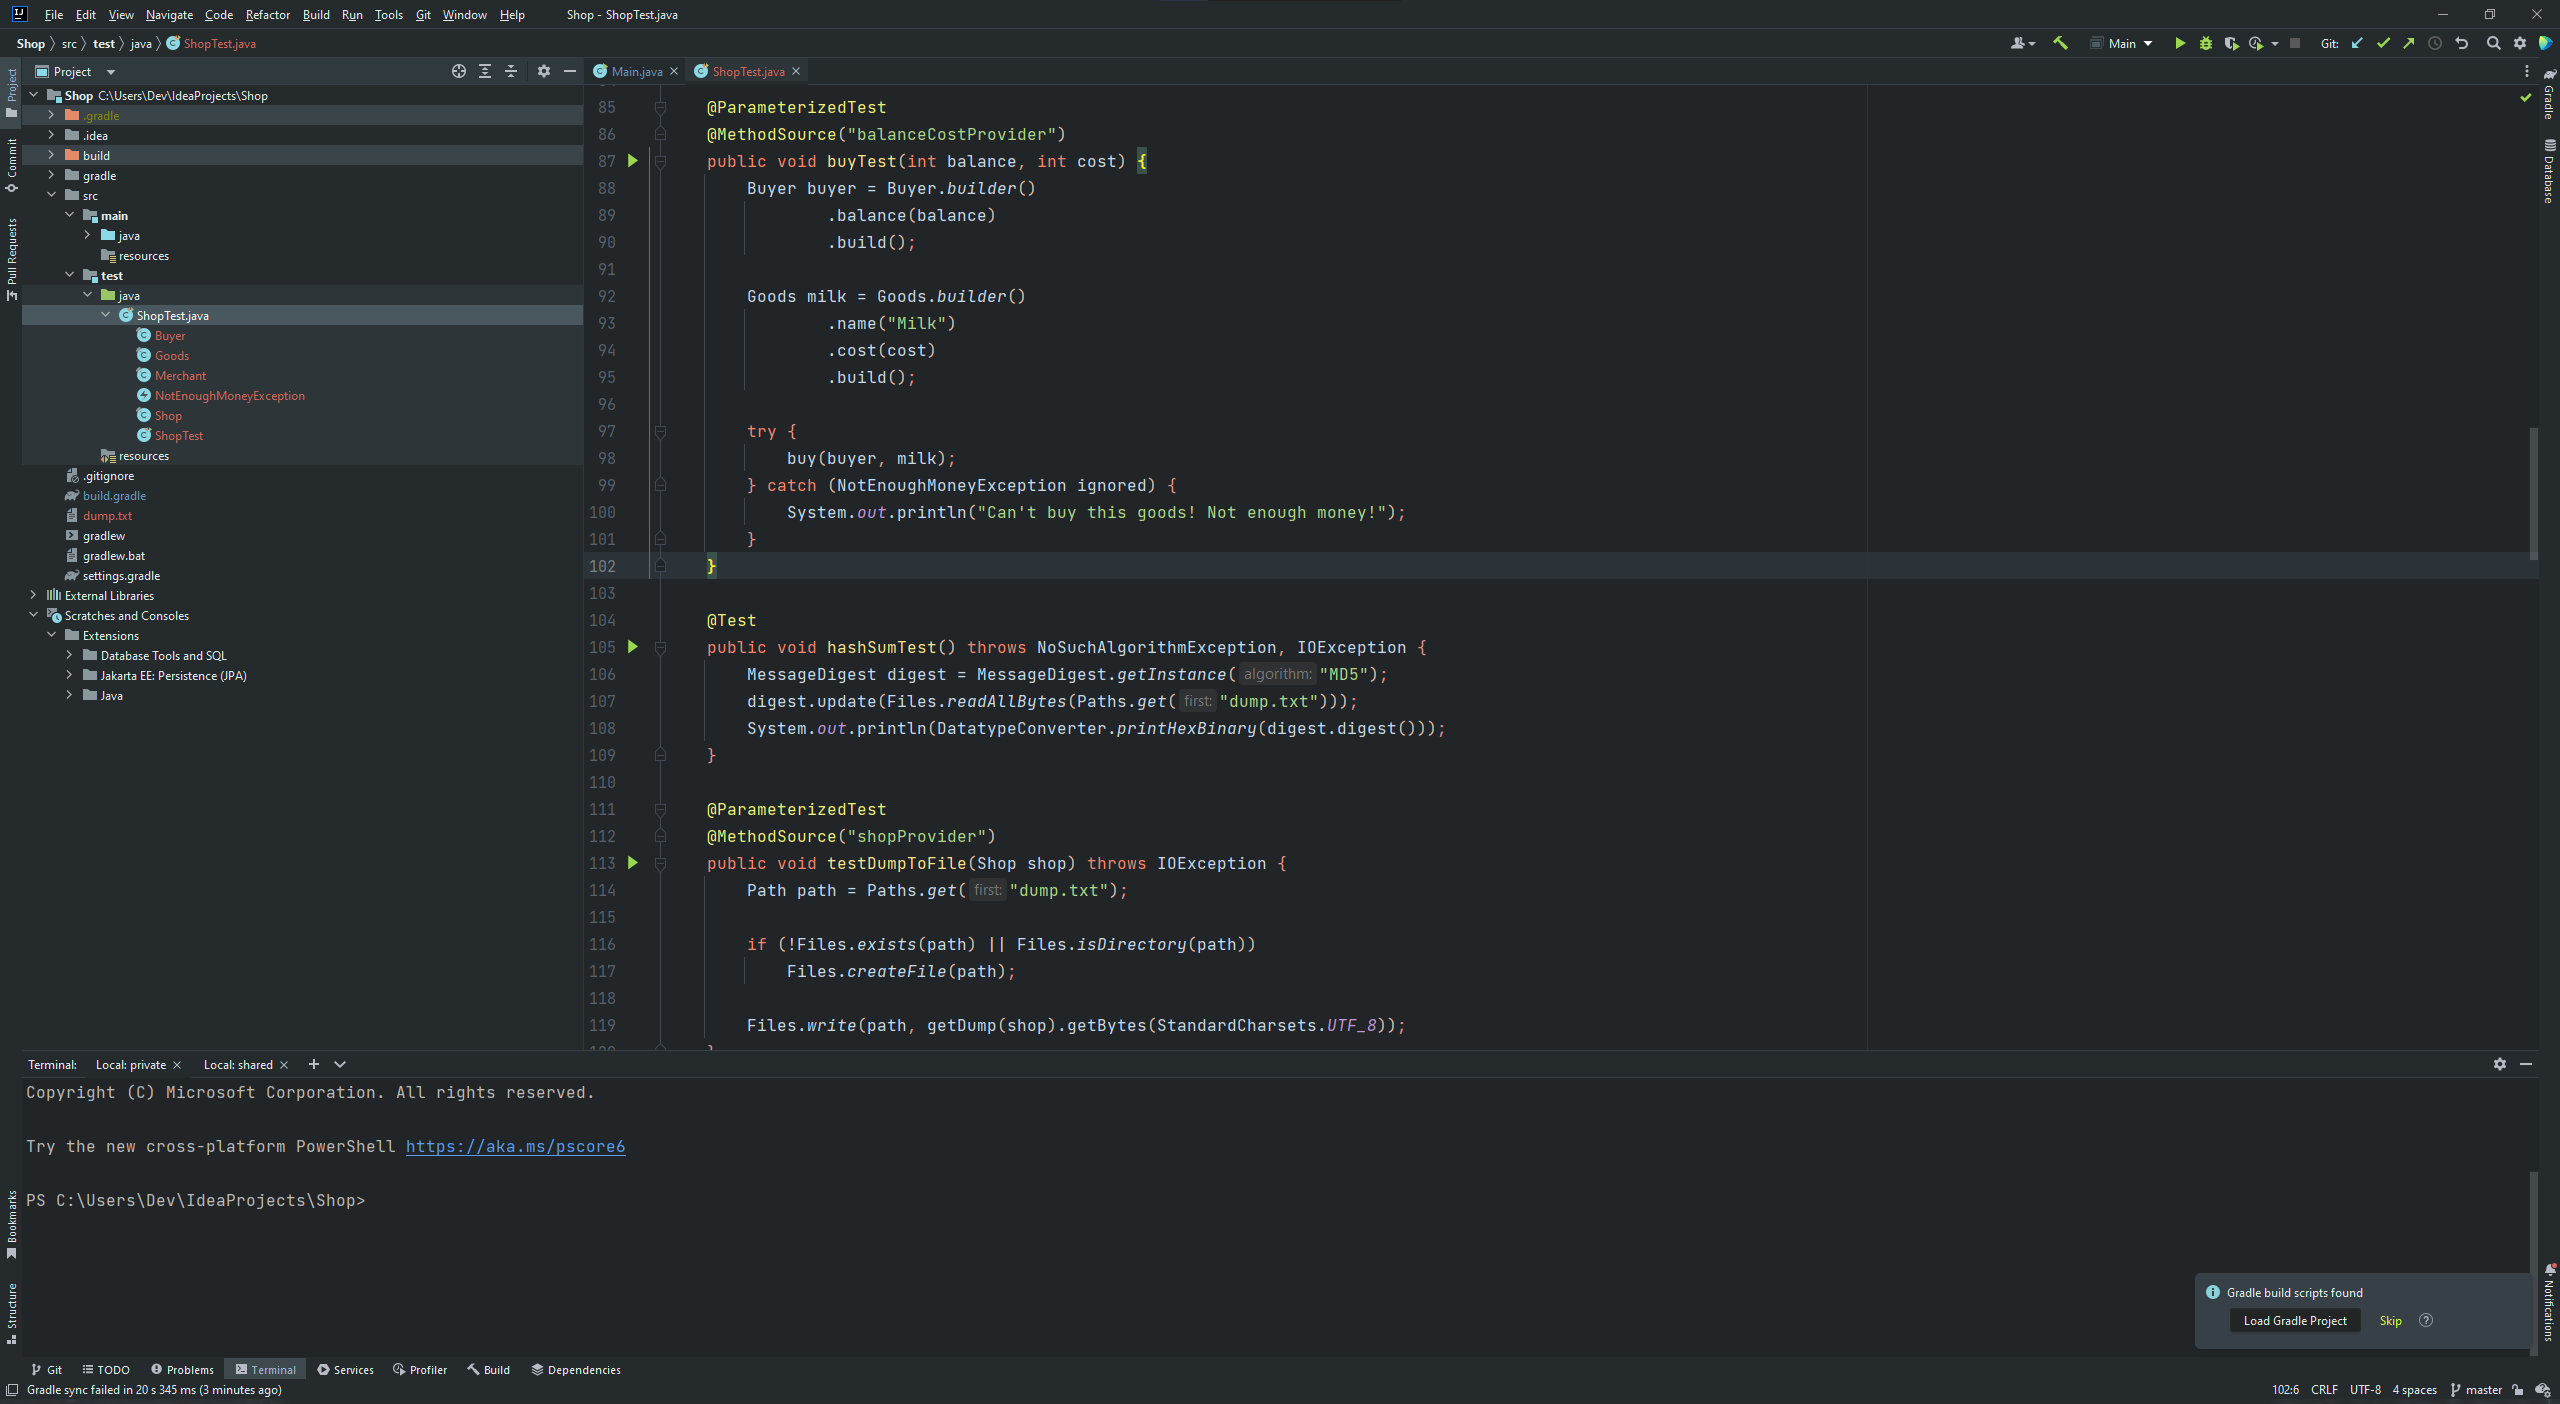 File Edit View Navigate Code Refactor Build Run Tools Git Window Help Shop - ShopTest.java
Shop src test java ShopTest.java Main Git:
Project
Main.java ShopTest.java
Project
Commit
Pull Requests
Bookmarks
Structure
Shop C:\Users\Dev\IdeaProjects\Shop
.gradle
.idea
build
gradle
src
main
java
resources
test
java
ShopTest.java
Buyer
Goods
Merchant
NotEnoughMoneyException
Shop
ShopTest
resources
.gitignore
build.gradle
dump.txt
gradlew
gradlew.bat
settings.gradle
External Libraries
Scratches and Consoles
Extensions
Database Tools and SQL
Jakarta EE: Persistence (JPA)
Java
85 @ParameterizedTest
86 @MethodSource("balanceCostProvider")
87 public void buyTest(int balance, int cost) {
88 Buyer buyer = Buyer.builder()
89 .balance(balance)
90 .build();
91
92 Goods milk = Goods.builder()
93 .name("Milk")
94 .cost(cost)
95 .build();
96
97 try {
98 buy(buyer, milk);
99 } catch (NotEnoughMoneyException ignored) {
100 System.out.println("Can't buy this goods! Not enough money!");
101 }
102 }
103
104 @Test
105 public void hashSumTest() throws NoSuchAlgorithmException, IOException {
106 MessageDigest digest = MessageDigest.getInstance( algorithm: "MD5");
107 digest.update(Files.readAllBytes(Paths.get( first: "dump.txt")));
108 System.out.println(DatatypeConverter.printHexBinary(digest.digest()));
109 }
110
111 @ParameterizedTest
112 @MethodSource("shopProvider")
113 public void testDumpToFile(Shop shop) throws IOException {
114 Path path = Paths.get( first: "dump.txt");
115
116 if (!Files.exists(path) || Files.isDirectory(path))
117 Files.createFile(path);
118
119 Files.write(path, getDump(shop).getBytes(StandardCharsets.UTF_8));
Gradle
Database
Notifications
Terminal: Local: private Local: shared
Copyright (C) Microsoft Corporation. All rights reserved.
Try the new cross-platform PowerShell https://aka.ms/pscore6
PS C:\Users\Dev\IdeaProjects\Shop>
Gradle build scripts found
Load Gradle Project Skip
Git TODO Problems Terminal Services Profiler Build Dependencies
Gradle sync failed in 20 s 345 ms (3 minutes ago) 102:6 CRLF UTF-8 4 spaces master